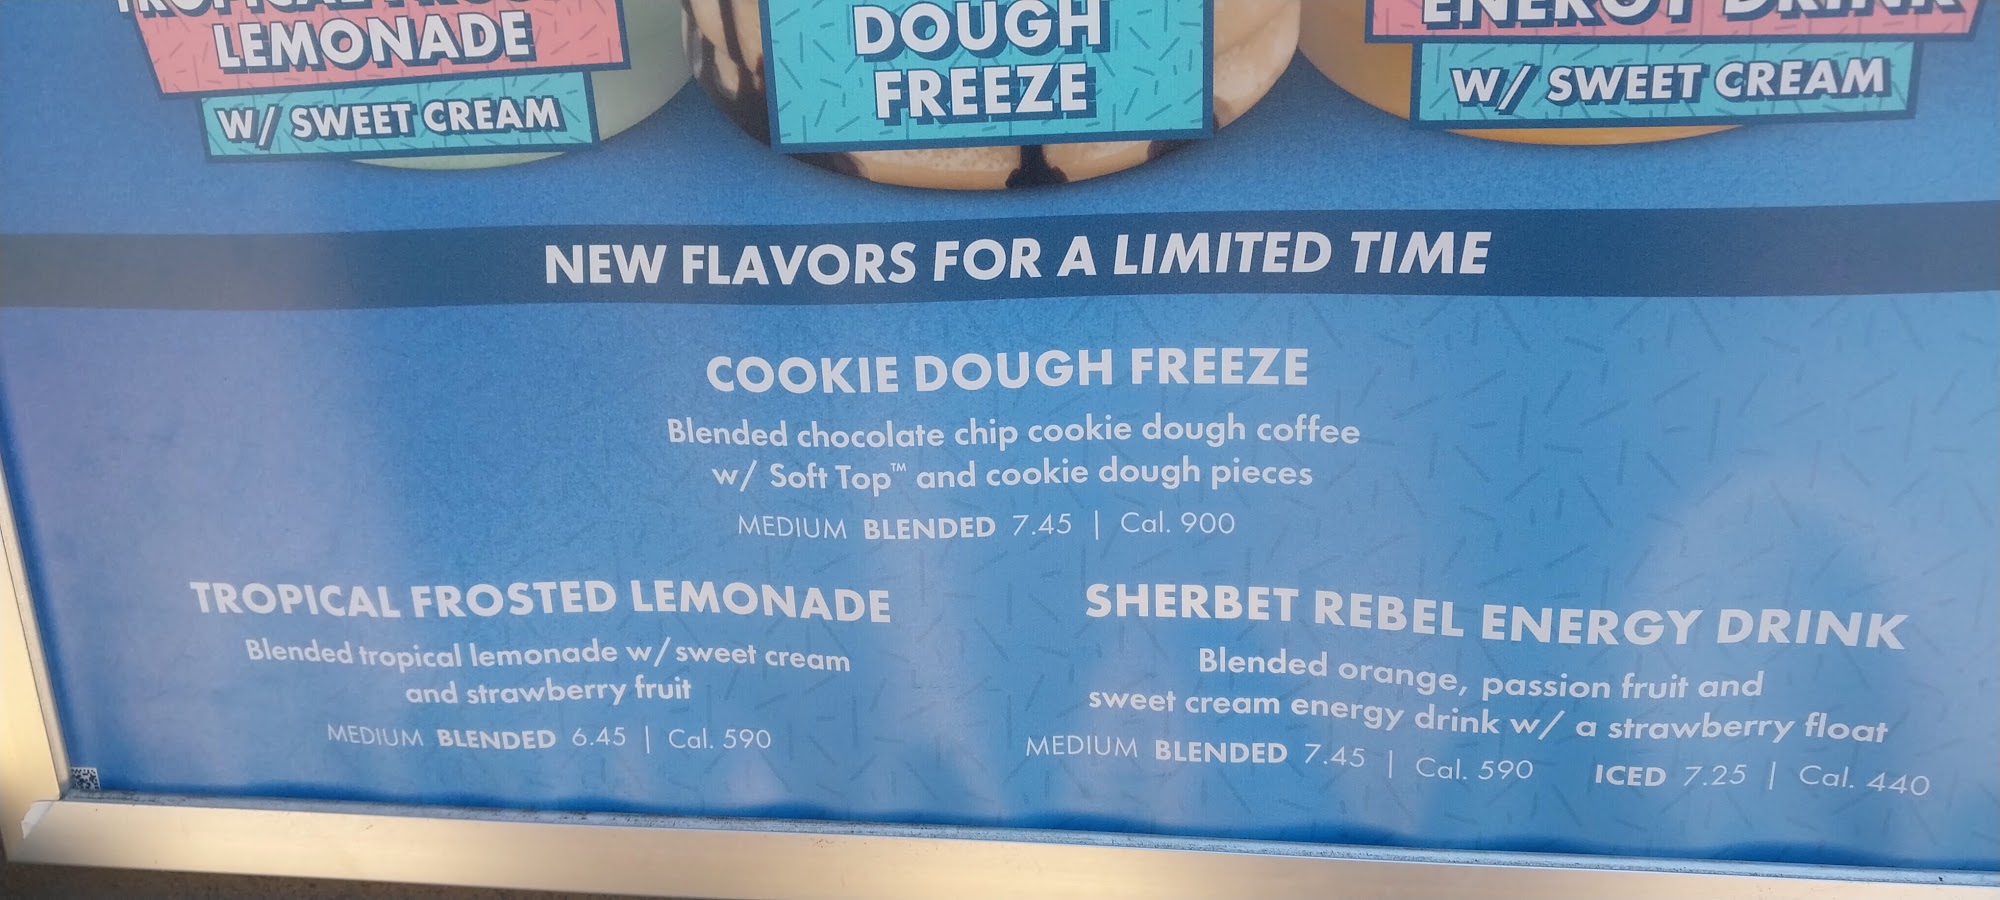 LEMONADE
W/ SWEET CREAM
DOUGH
FREEZE
ENERGY DRINK
W/ SWEET CREAM
NEW FLAVORS FOR A LIMITED TIME
COOKIE DOUGH FREEZE
Blended chocolate chip cookie dough coffee
w/ Soft Top™ and cookie dough pieces
MEDIUM BLENDED 7.45 | Cal. 900
TROPICAL FROSTED LEMONADE
Blended tropical lemonade w/ sweet cream
and strawberry fruit
MEDIUM BLENDED 6.45 | Cal. 590
SHERBET REBEL ENERGY DRINK
Blended orange, passion fruit and
sweet cream energy drink w/ a strawberry float
MEDIUM BLENDED 7.45 | Cal. 590 ICED 7.25 | Cal. 440